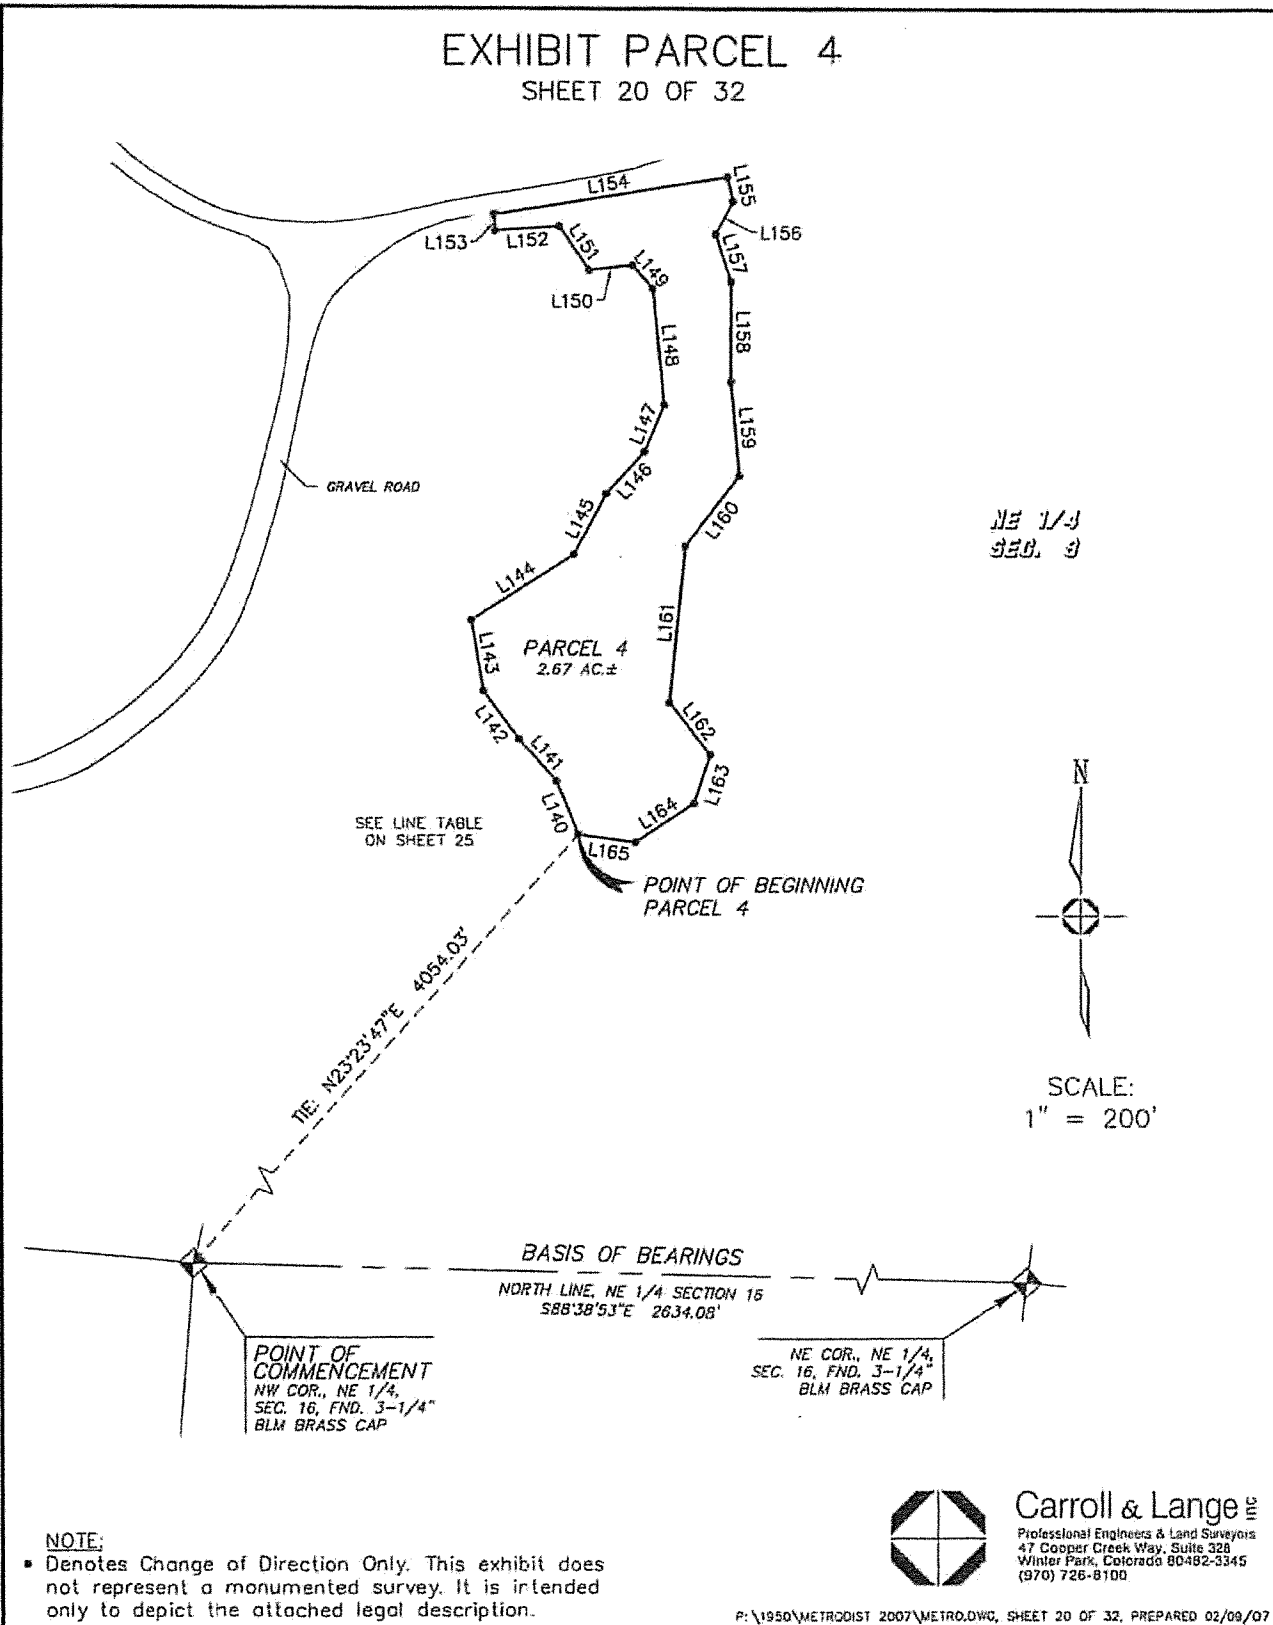 EXHIBIT PARCEL 4
SHEET 20 OF 32
L154
L155
L153
L152
L151
L156
L157
L150
L149
L148
L158
L147
L159
L146
GRAVEL ROAD
L145
L160
NE 1/4
SEC.
L144
L161
L143
PARCEL 4
2.67 AC.±
L142
L162
L141
L163
L140
L164
SEE LINE TABLE
ON SHEET 25
L165
POINT OF BEGINNING
PARCEL 4
N
TIE: N23°23'47"E 4054.03'
SCALE:
1" = 200'
BASIS OF BEARINGS
NORTH LINE, NE 1/4 SECTION 16
S88°38'53"E 2634.08'
POINT OF
COMMENCEMENT
NW COR., NE 1/4,
SEC. 16, FND. 3-1/4"
BLM BRASS CAP
NE COR., NE 1/4,
SEC. 16, FND. 3-1/4"
BLM BRASS CAP
NOTE:
• Denotes Change of Direction Only. This exhibit does
not represent a monumented survey. It is intended
only to depict the attached legal description.
Carroll & Lange INC
Professional Engineers & Land Surveyors
47 Cooper Creek Way, Suite 328
Winter Park, Colorado 80482-3345
(970) 726-8100
P:\1950\METRODIST 2007\METRO.DWG, SHEET 20 OF 32, PREPARED 02/09/07